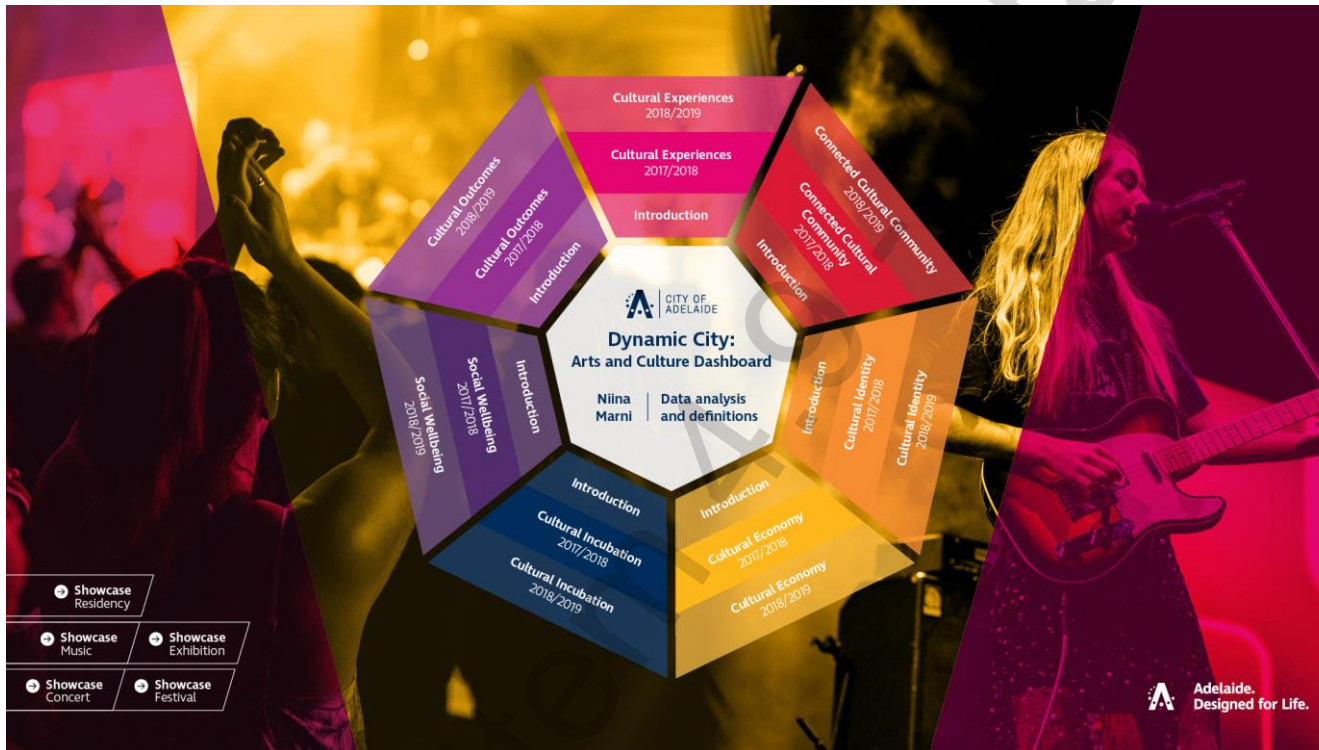 Cultural Experiences
2018/2019
Cultural Experiences
2017/2018
Introduction
Connected Cultural Community
2018/2019
Connected Cultural
Community
2017/2018
Introduction
Cultural Identity
2018/2019
Cultural Identity
2017/2018
Introduction
Introduction
Cultural Economy
2017/2018
Cultural Economy
2018/2019
Introduction
Cultural Incubation
2017/2018
Cultural Incubation
2018/2019
Introduction
Social Wellbeing
2017/2018
Social Wellbeing
2018/2019
Cultural Outcomes
2018/2019
Cultural Outcomes
2017/2018
Introduction
CITY OF
ADELAIDE
Dynamic City:
Arts and Culture Dashboard
Niina
Marni
Data analysis
and definitions
Showcase
Residency
Showcase
Music
Showcase
Exhibition
Showcase
Concert
Showcase
Festival
Adelaide.
Designed for Life.